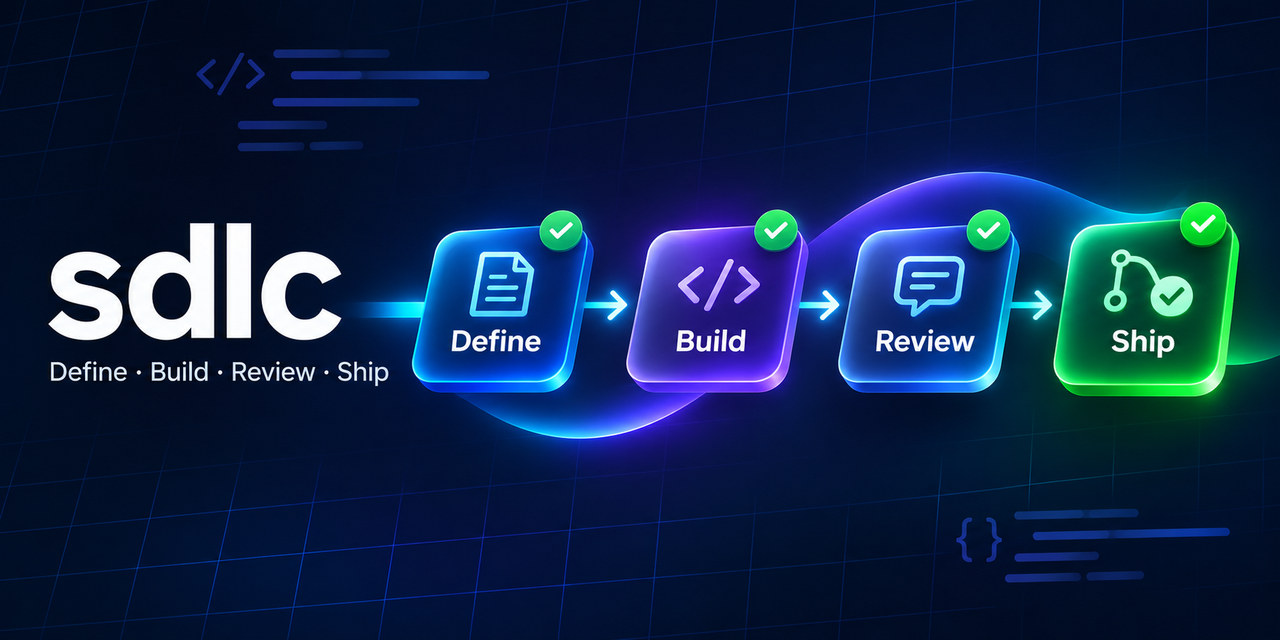 sdlc
Define · Build · Review · Ship
Define
Build
Review
Ship